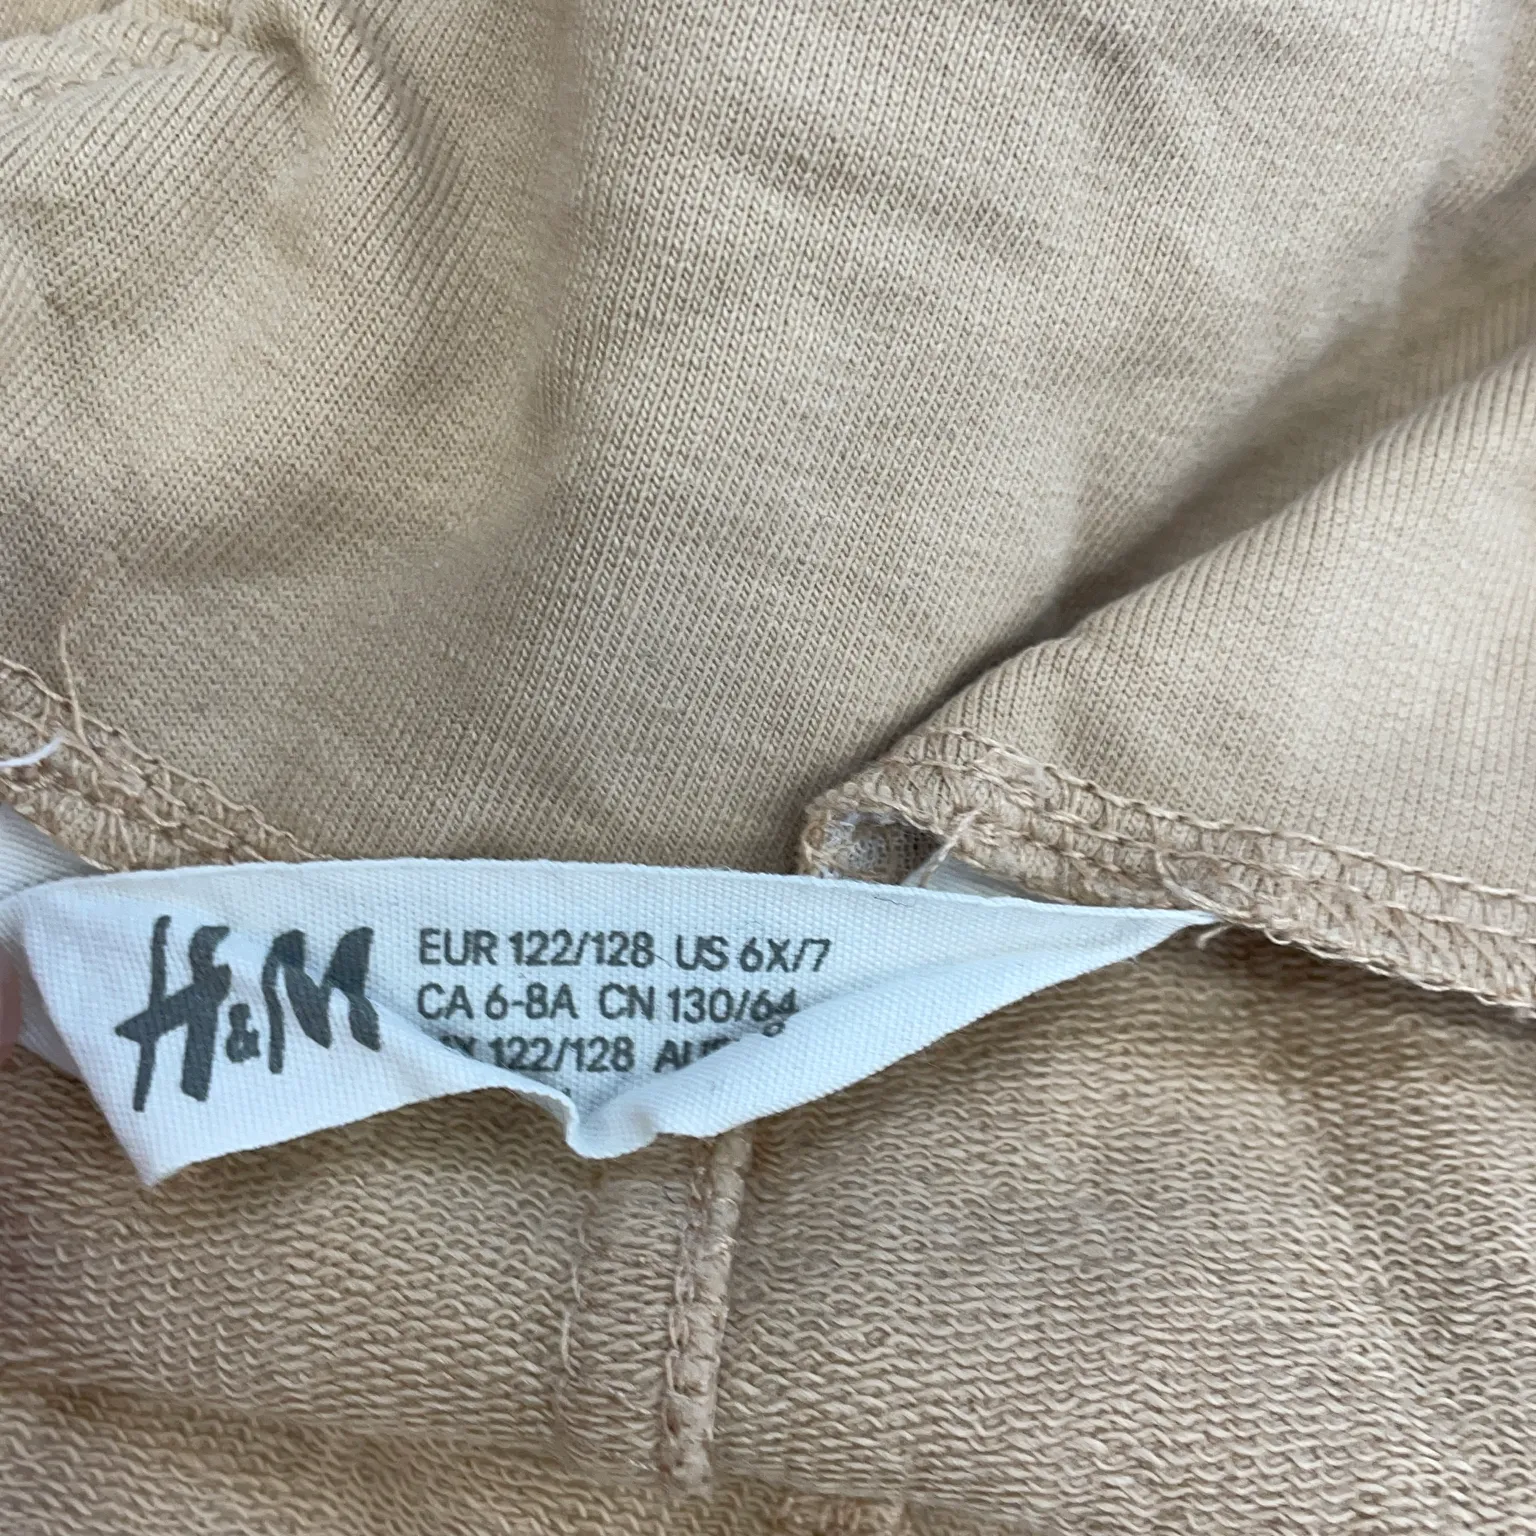 H&M
EUR 122/128 US 6X/7
CA 6-8A CN 130/64
122/128